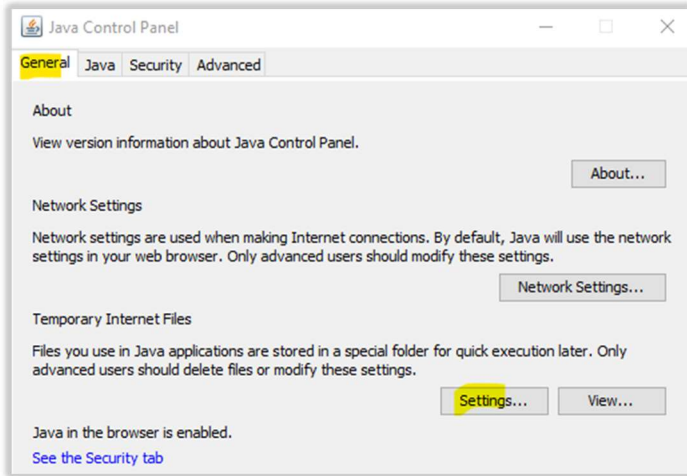 Java Control Panel
General Java Security Advanced
About
View version information about Java Control Panel.
About...
Network Settings
Network settings are used when making Internet connections. By default, Java will use the network
settings in your web browser. Only advanced users should modify these settings.
Network Settings...
Temporary Internet Files
Files you use in Java applications are stored in a special folder for quick execution later. Only
advanced users should delete files or modify these settings.
Settings... View...
Java in the browser is enabled.
See the Security tab